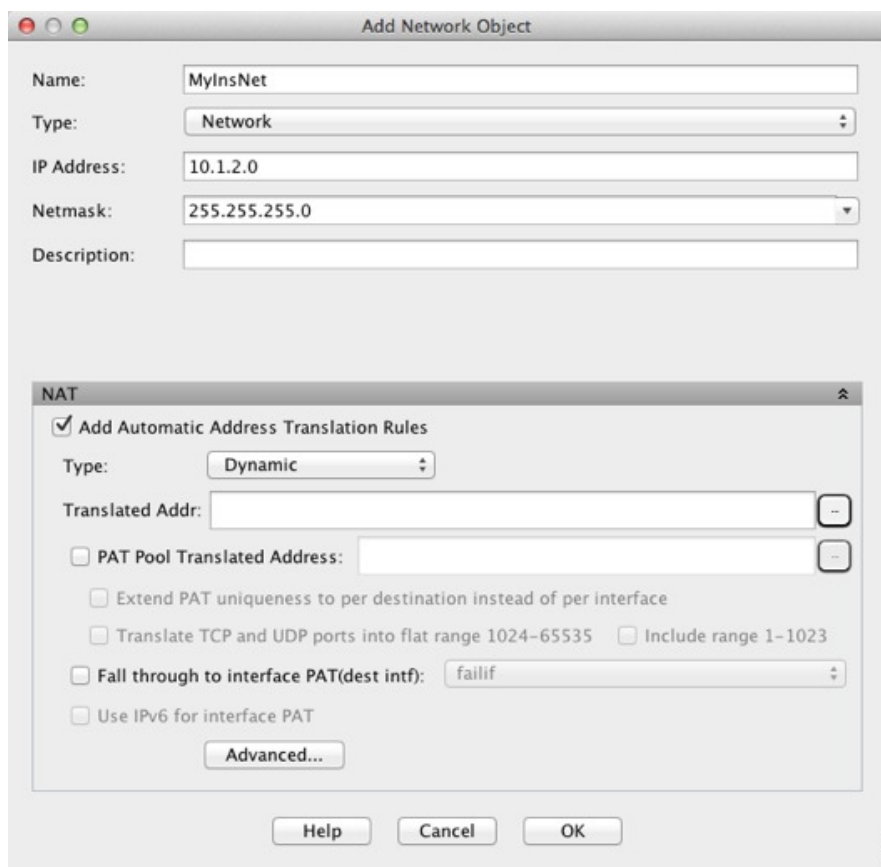 Add Network Object
Name: MyInsNet
Type: Network
IP Address: 10.1.2.0
Netmask: 255.255.255.0
Description:
NAT
Add Automatic Address Translation Rules
Type: Dynamic
Translated Addr: ...
PAT Pool Translated Address: ...
Extend PAT uniqueness to per destination instead of per interface
Translate TCP and UDP ports into flat range 1024-65535 Include range 1-1023
Fall through to interface PAT(dest intf): failif
Use IPv6 for interface PAT
Advanced...
Help Cancel OK